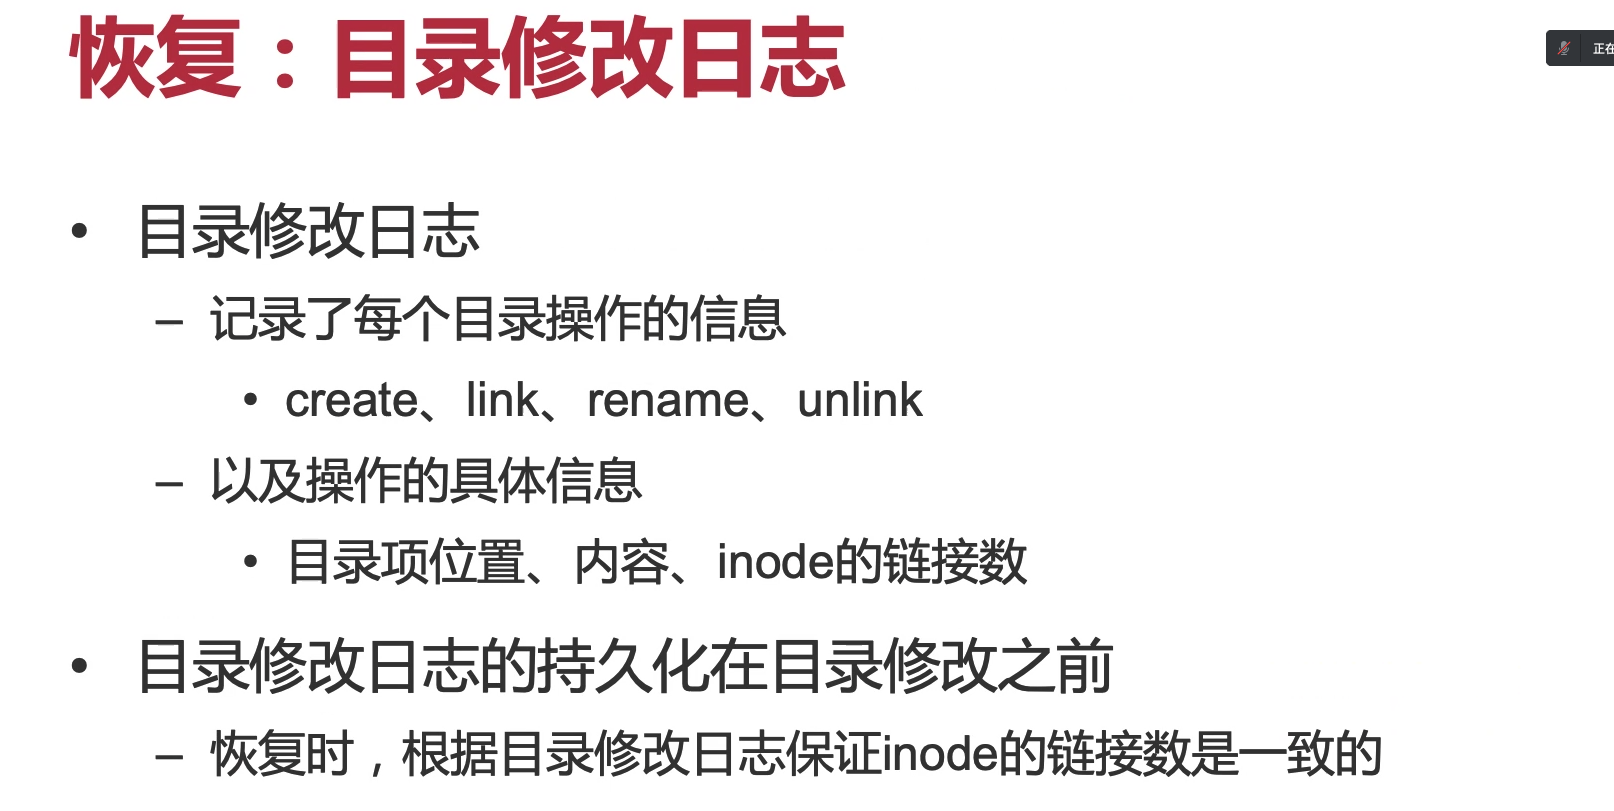 恢复：目录修改日志
正在
• 目录修改日志
– 记录了每个目录操作的信息
• create、link、rename、unlink
– 以及操作的具体信息
• 目录项位置、内容、inode的链接数
• 目录修改日志的持久化在目录修改之前
– 恢复时，根据目录修改日志保证inode的链接数是一致的